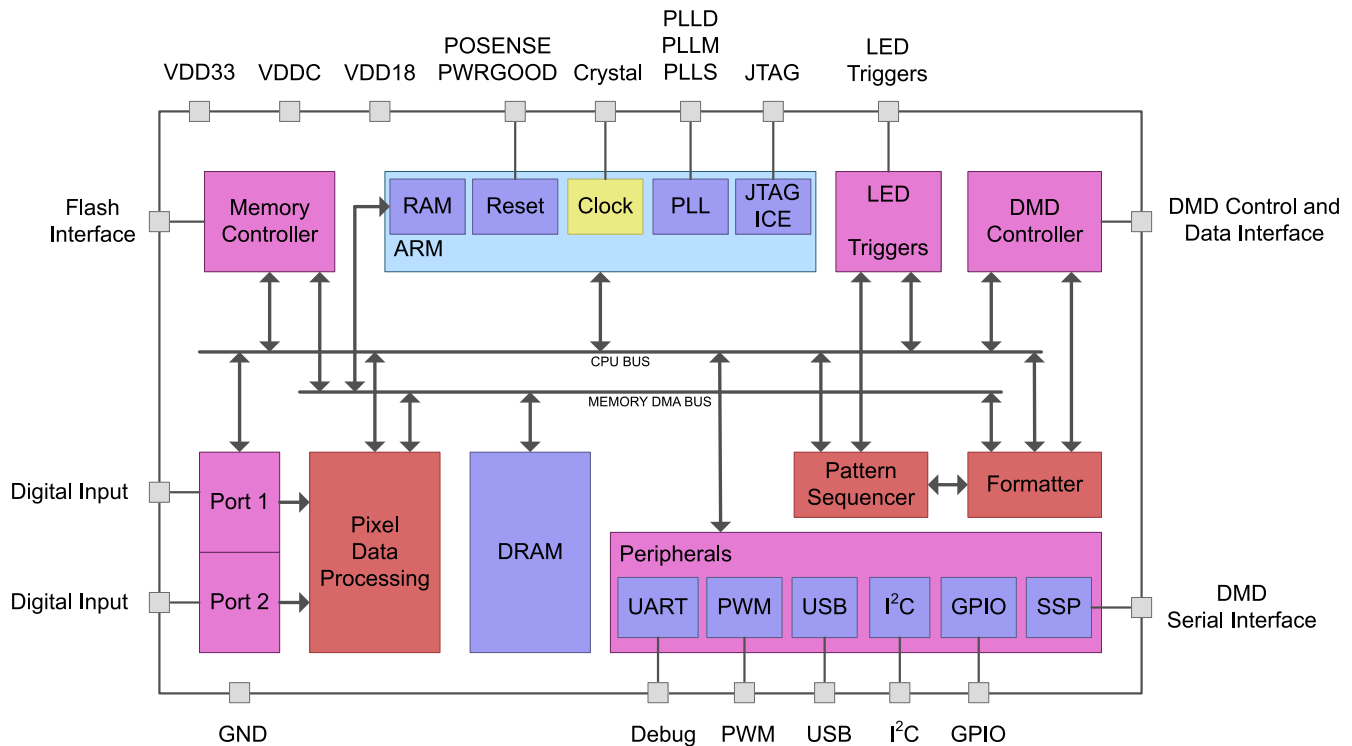 PLLD
PLLM
PLLS
POSENSE
PWRGOOD
LED
Triggers
VDD33
VDDC
VDD18
Crystal
JTAG
Flash
Interface
Memory
Controller
RAM
Reset
Clock
PLL
JTAG
ICE
ARM
LED
Triggers
DMD
Controller
DMD Control and
Data Interface
CPU BUS
MEMORY DMA BUS
Digital Input
Port 1
Pixel
Data
Processing
DRAM
Pattern
Sequencer
Formatter
Digital Input
Port 2
Peripherals
UART
PWM
USB
I²C
GPIO
SSP
DMD
Serial Interface
GND
Debug
PWM
USB
I²C
GPIO